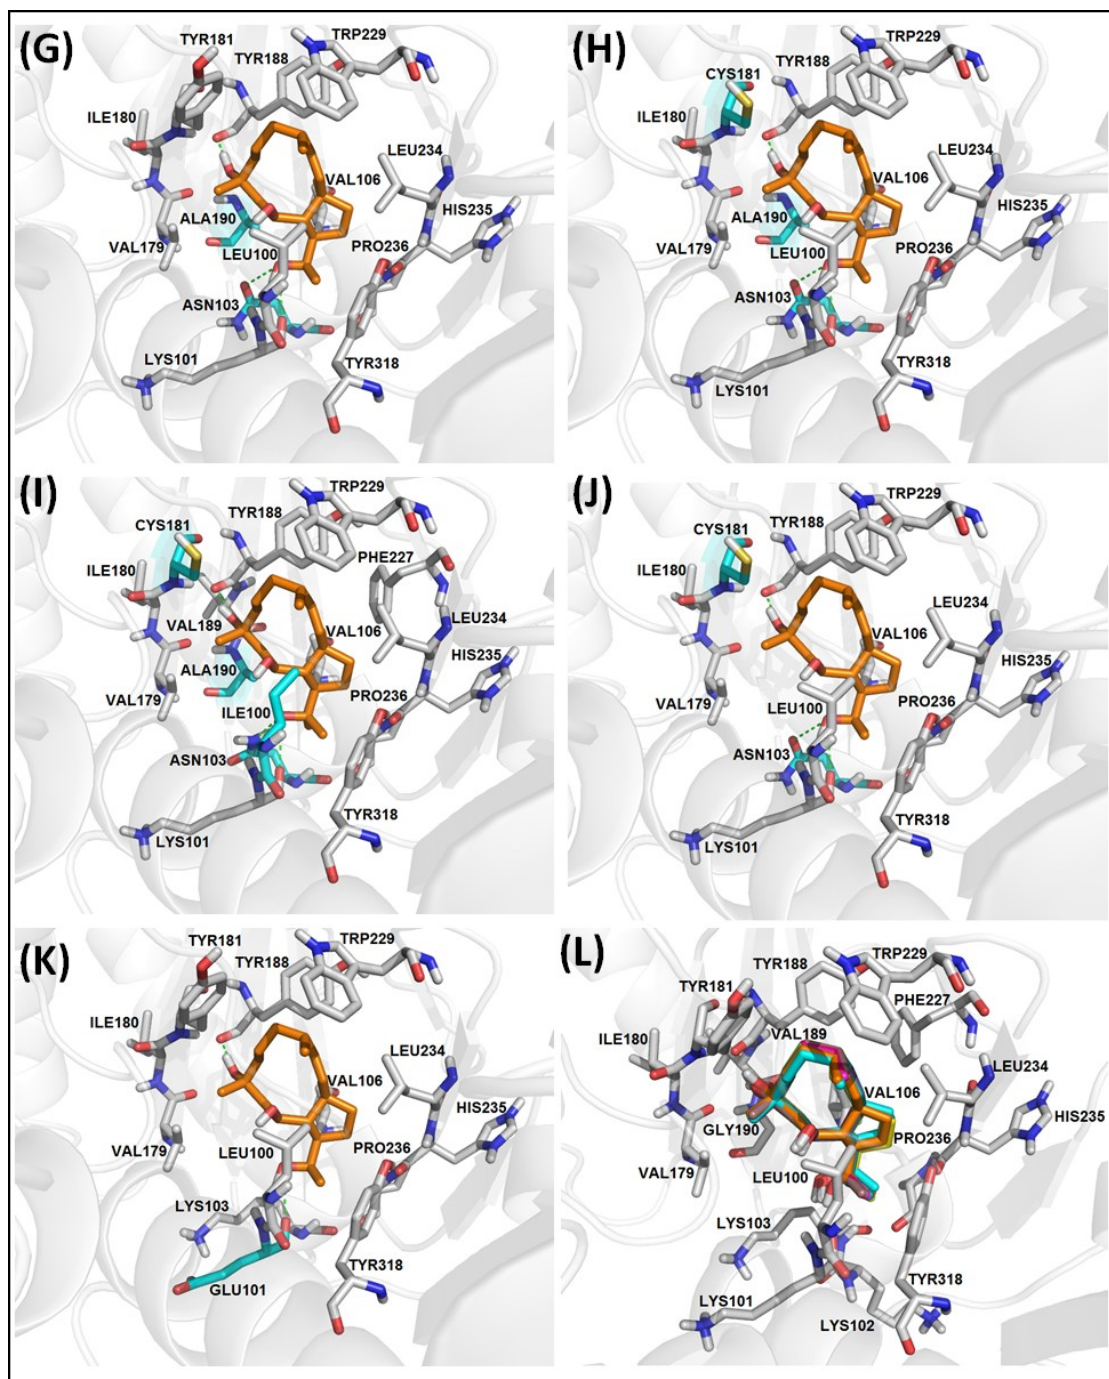 (G)
TYR181
TRP229
TYR188
ILE180
LEU234
VAL106
ALA190
HIS235
VAL179
LEU100
PRO236
ASN103
LYS101
TYR318
(H)
TRP229
CYS181
TYR188
ILE180
LEU234
VAL106
ALA190
HIS235
VAL179
LEU100
PRO236
ASN103
LYS101
TYR318
(I)
TRP229
CYS181
TYR188
PHE227
ILE180
LEU234
VAL189
VAL106
HIS235
ALA190
VAL179
PRO236
ILE100
ASN103
TYR318
LYS101
(J)
TRP229
CYS181
TYR188
ILE180
LEU234
VAL106
HIS235
VAL179
PRO236
LEU100
ASN103
TYR318
LYS101
(K)
TYR181
TRP229
TYR188
ILE180
LEU234
VAL106
HIS235
VAL179
LEU100
PRO236
LYS103
TYR318
GLU101
(L)
TRP229
TYR188
TYR181
PHE227
VAL189
ILE180
LEU234
VAL106
GLY190
PRO236
HIS235
VAL179
LEU100
LYS103
TYR318
LYS101
LYS102